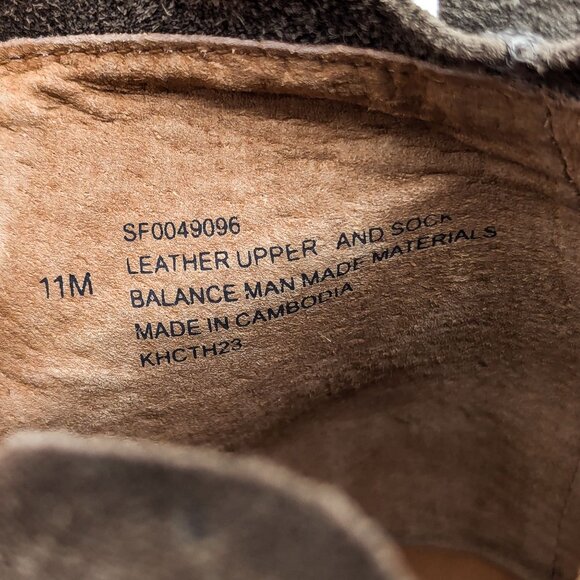 SF0049096
11M
LEATHER UPPER AND SOCK
BALANCE MAN MADE MATERIALS
MADE IN CAMBODIA
KHCTH23